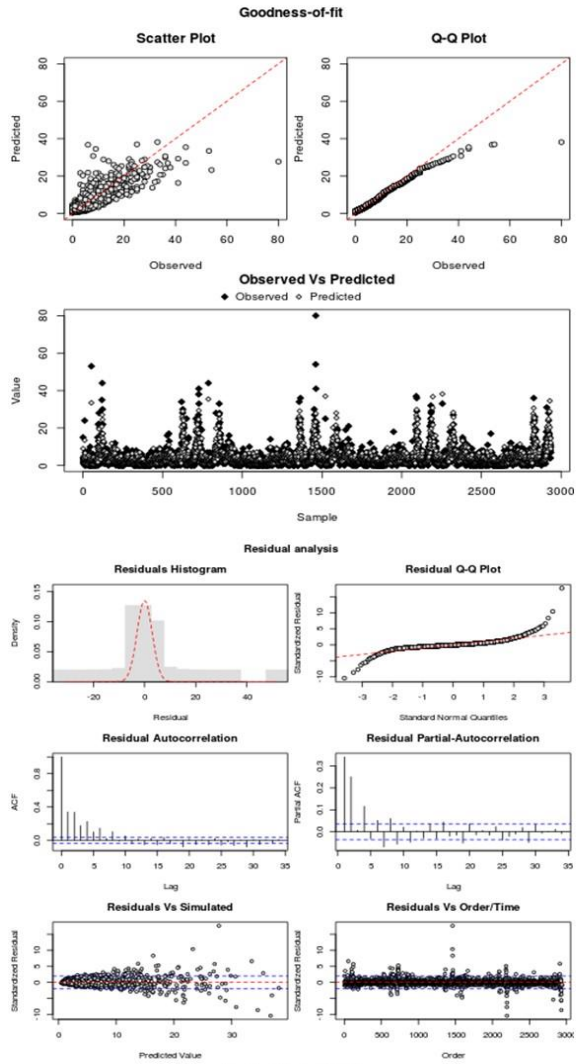 Goodness-of-fit
Scatter Plot
Q-Q Plot
Predicted
0 20 40 60 80
0 20 40 60 80
Observed
Predicted
0 20 40 60 80
0 20 40 60 80
Observed
Observed Vs Predicted
Observed Predicted
Value
0 20 40 60 80
0 500 1000 1500 2000 2500 3000
Sample
Residual analysis
Residuals Histogram
Residual Q-Q Plot
Density
0.00 0.05 0.10 0.15
-20 0 20 40
Residual
Standardized Residual
-10 0 5 10
-3 -2 -1 0 1 2 3
Standard Normal Quantiles
Residual Autocorrelation
Residual Partial-Autocorrelation
ACF
0.0 0.4 0.8
0 5 10 15 20 25 30 35
Lag
Partial ACF
0.0 0.1 0.2 0.3
0 5 10 15 20 25 30 35
Lag
Residuals Vs Simulated
Residuals Vs Order/Time
Standardized Residual
-10 0 5 10
0 10 20 30
Predicted Value
Standardized Residual
-10 0 5 10
0 500 1000 1500 2000 2500 3000
Order